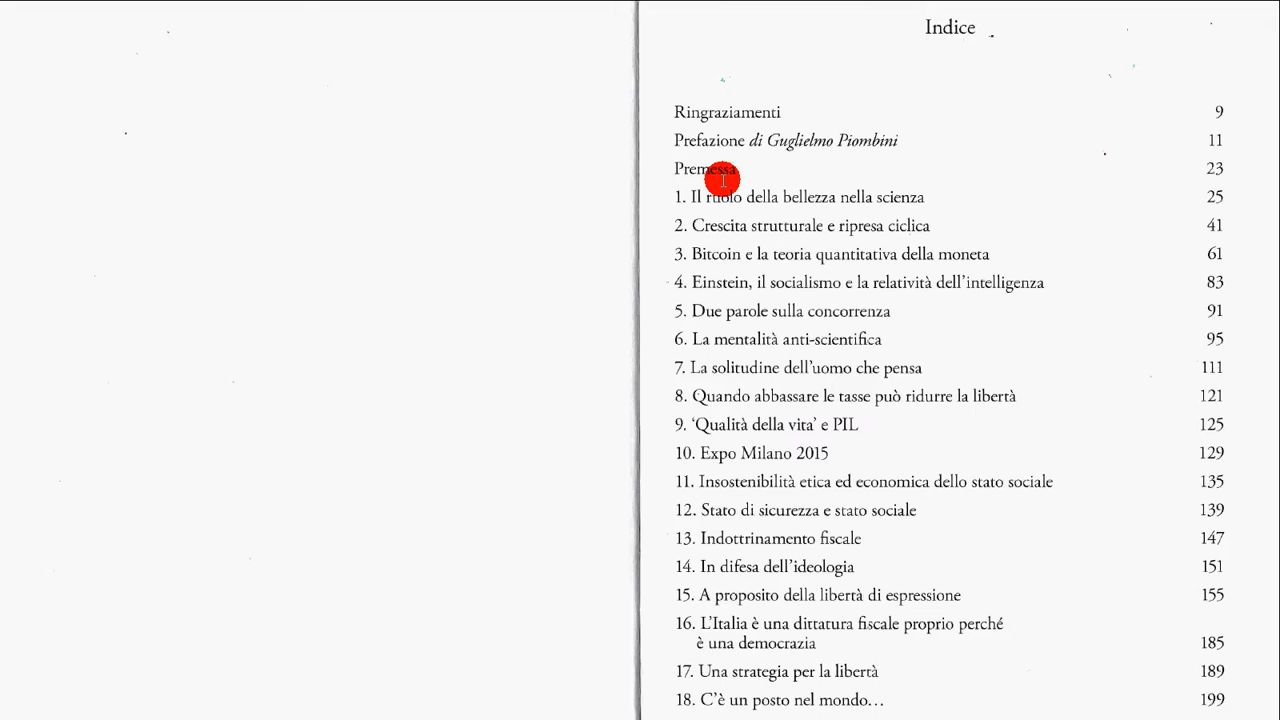 Indice
Ringraziamenti 9
Prefazione di Guglielmo Piombini 11
Premessa 23
1. Il ruolo della bellezza nella scienza 25
2. Crescita strutturale e ripresa ciclica 41
3. Bitcoin e la teoria quantitativa della moneta 61
4. Einstein, il socialismo e la relatività dell'intelligenza 83
5. Due parole sulla concorrenza 91
6. La mentalità anti-scientifica 95
7. La solitudine dell'uomo che pensa 111
8. Quando abbassare le tasse può ridurre la libertà 121
9. ‘Qualità della vita’ e PIL 125
10. Expo Milano 2015 129
11. Insostenibilità etica ed economica dello stato sociale 135
12. Stato di sicurezza e stato sociale 139
13. Indottrinamento fiscale 147
14. In difesa dell'ideologia 151
15. A proposito della libertà di espressione 155
16. L'Italia è una dittatura fiscale proprio perché
è una democrazia 185
17. Una strategia per la libertà 189
18. C'è un posto nel mondo… 199